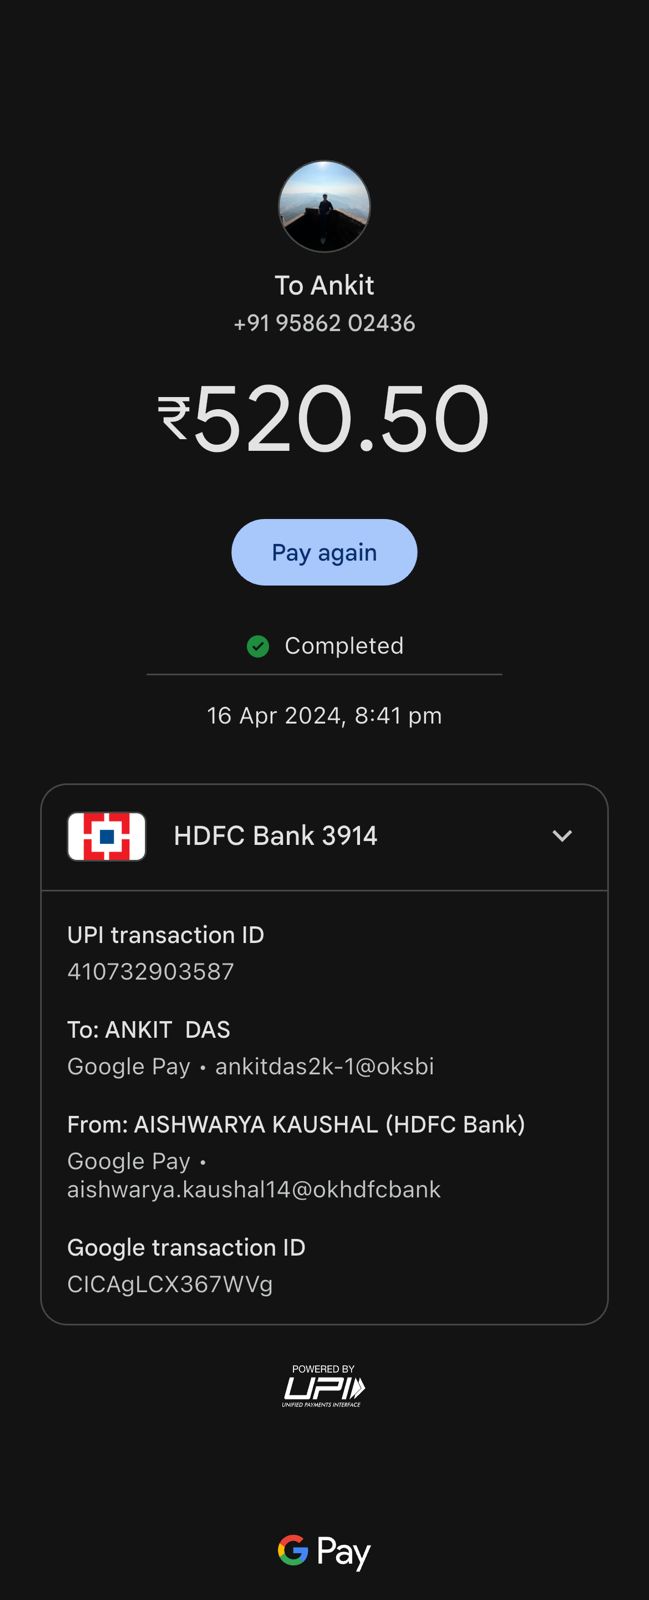 To Ankit
+91 95862 02436
₹520.50
Pay again
Completed
16 Apr 2024, 8:41 pm
HDFC Bank 3914
UPI transaction ID
410732903587
To: ANKIT  DAS
Google Pay • ankitdas2k-1@oksbi
From: AISHWARYA KAUSHAL (HDFC Bank)
Google Pay •
aishwarya.kaushal14@okhdfcbank
Google transaction ID
CICAgLCX367WVg
POWERED BY
UPI
UNIFIED PAYMENTS INTERFACE
G Pay